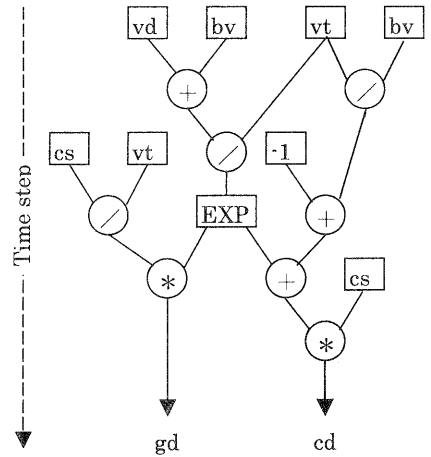 vd bv vt bv
+ /
cs vt / -1
/ EXP +
* + cs
*
gd cd
Time step